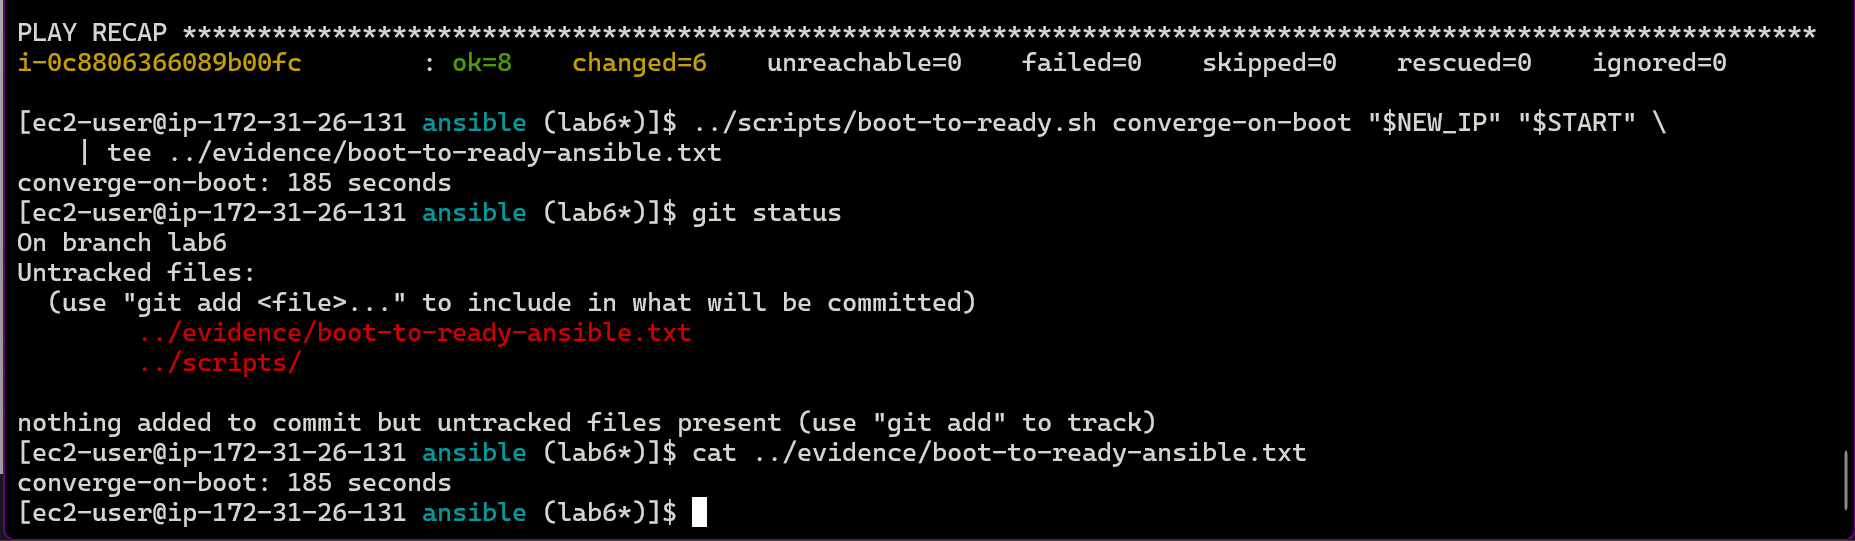 PLAY RECAP *************************************************************************************************************
i-0c8806366089b00fc        : ok=8    changed=6    unreachable=0    failed=0    skipped=0    rescued=0    ignored=0
[ec2-user@ip-172-31-26-131 ansible (lab6*)]$ ../scripts/boot-to-ready.sh converge-on-boot "$NEW_IP" "$START" \
    | tee ../evidence/boot-to-ready-ansible.txt
converge-on-boot: 185 seconds
[ec2-user@ip-172-31-26-131 ansible (lab6*)]$ git status
On branch lab6
Untracked files:
  (use "git add <file>..." to include in what will be committed)
        ../evidence/boot-to-ready-ansible.txt
        ../scripts/
nothing added to commit but untracked files present (use "git add" to track)
[ec2-user@ip-172-31-26-131 ansible (lab6*)]$ cat ../evidence/boot-to-ready-ansible.txt
converge-on-boot: 185 seconds
[ec2-user@ip-172-31-26-131 ansible (lab6*)]$